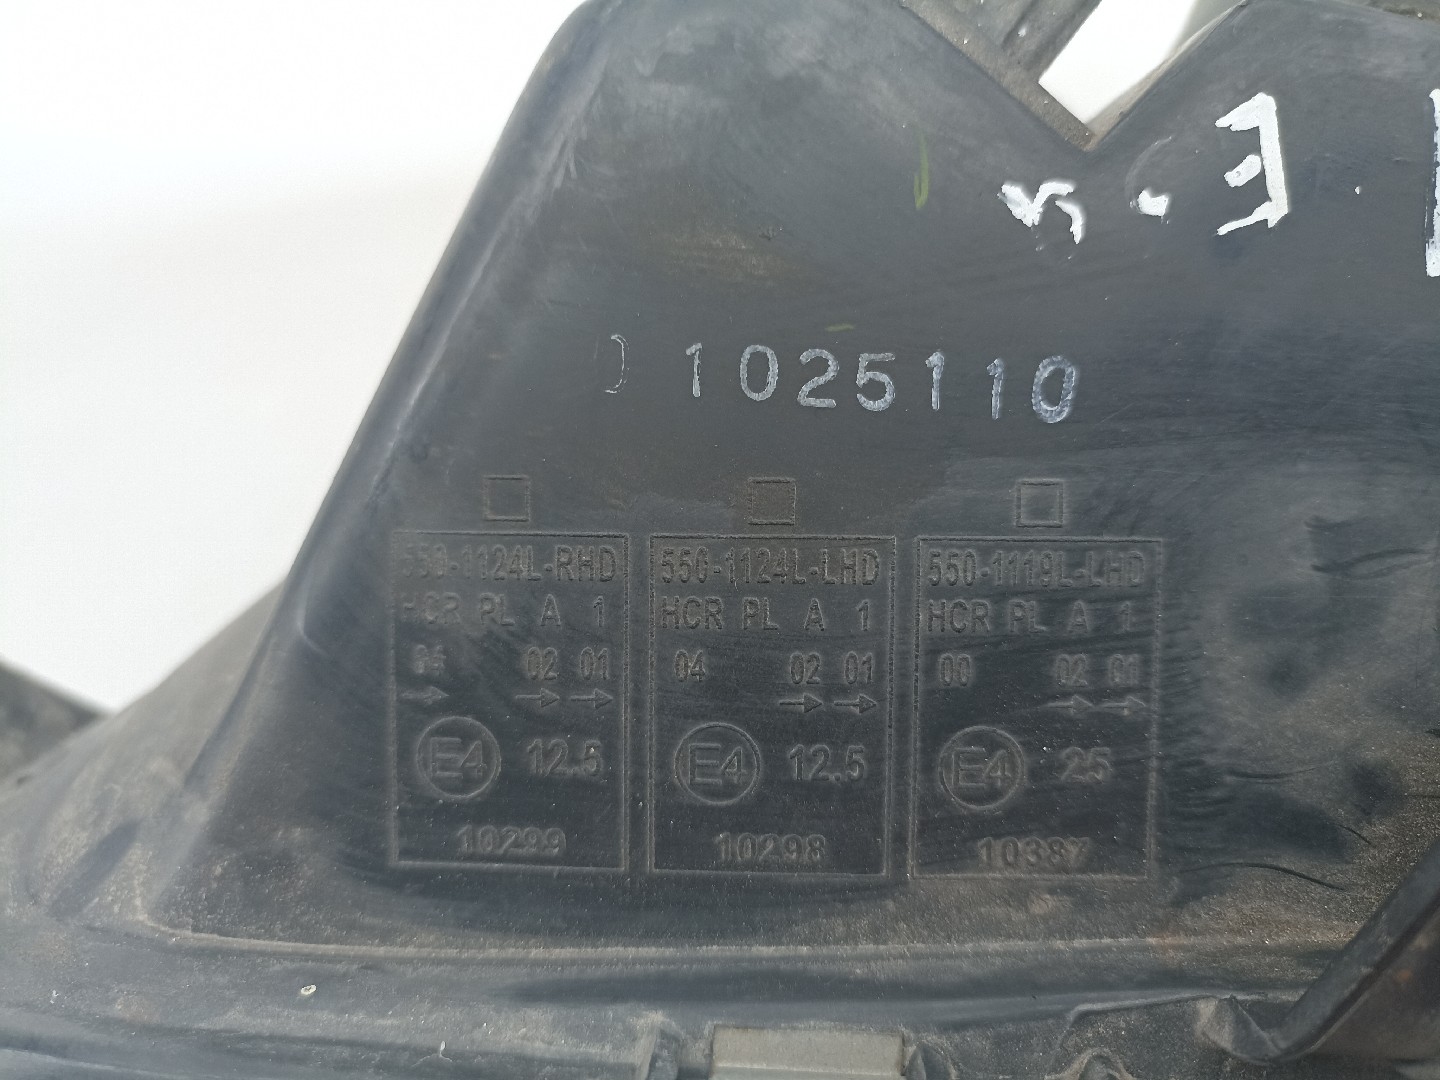 1025110
550-1124L-RHD
HCR PL A 1
04 02 01
→ → →
E4 12,5
10299
550-1124L-LHD
HCR PL A 1
04 02 01
→ →
E4 12,5
10298
550-1119L-LHD
HCR PL A 1
00 02 01
→ →
E4 25
10387